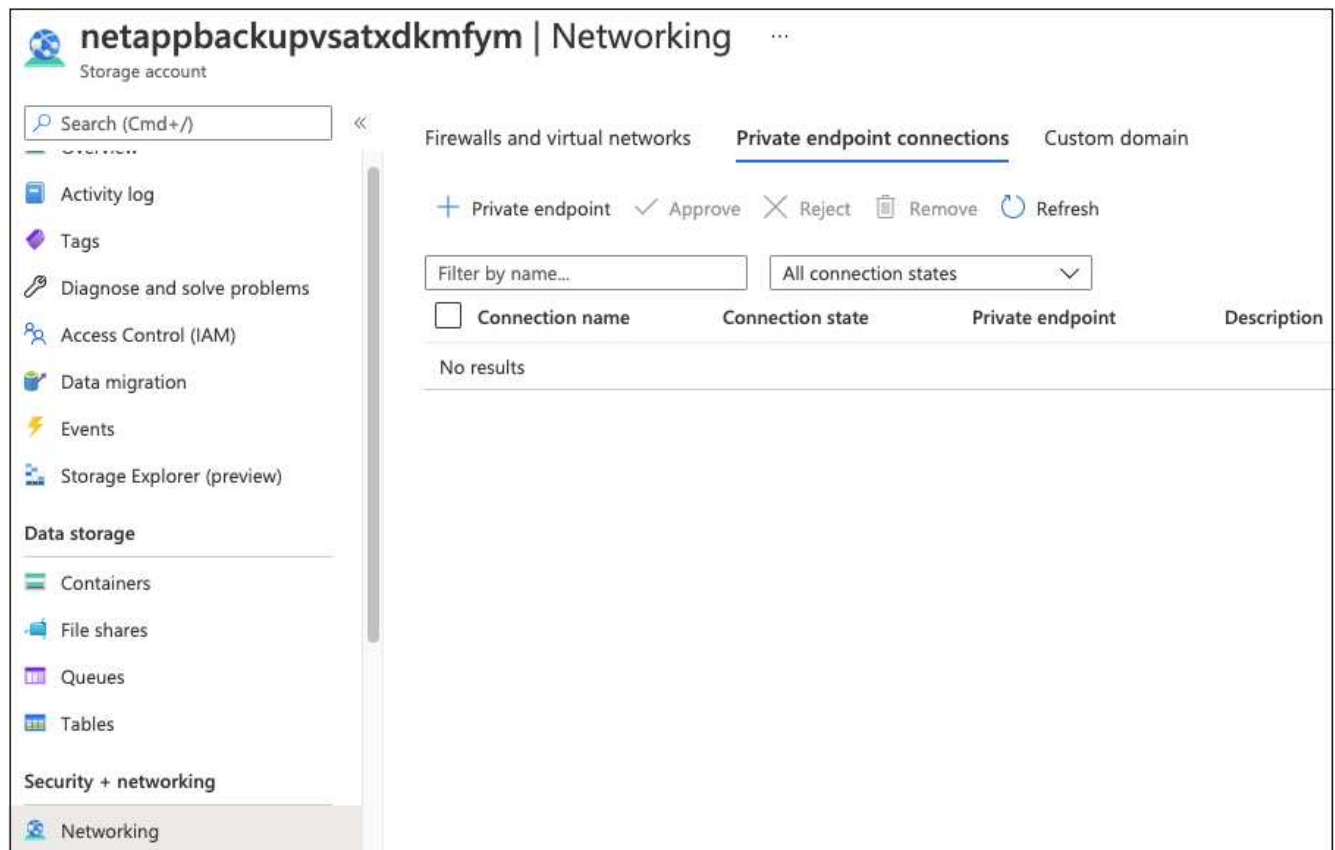 netappbackupvsatxdkmfym | Networking ...
Storage account
Search (Cmd+/)
«
Activity log
Tags
Diagnose and solve problems
Access Control (IAM)
Data migration
Events
Storage Explorer (preview)
Data storage
Containers
File shares
Queues
Tables
Security + networking
Networking
Firewalls and virtual networks Private endpoint connections Custom domain
+ Private endpoint Approve Reject Remove Refresh
Filter by name... All connection states
Connection name Connection state Private endpoint Description
No results